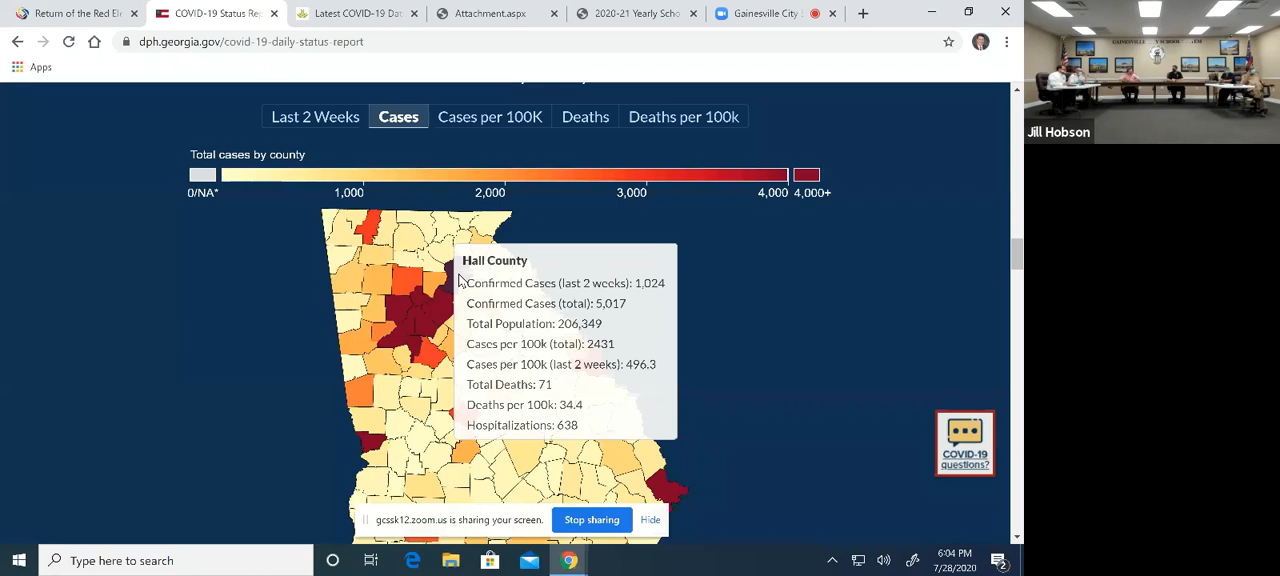 Return of the Red Ele
COVID-19 Status Rep
Latest COVID-19 Dat
Attachment.aspx
2020-21 Yearly Scho
Gainesville City S
dph.georgia.gov/covid-19-daily-status-report
Apps
Last 2 Weeks
Cases
Cases per 100K
Deaths
Deaths per 100k
Total cases by county
0/NA*
1,000
2,000
3,000
4,000
4,000+
Hall County
Confirmed Cases (last 2 weeks): 1,024
Confirmed Cases (total): 5,017
Total Population: 206,349
Cases per 100k (total): 2431
Cases per 100k (last 2 weeks): 496.3
Total Deaths: 71
Deaths per 100k: 34.4
Hospitalizations: 638
COVID-19
questions?
gcssk12.zoom.us is sharing your screen.
Stop sharing
Hide
Type here to search
6:04 PM
7/28/2020
2
GAINESVILLE CITY SCHOOL SYSTEM
Jill Hobson